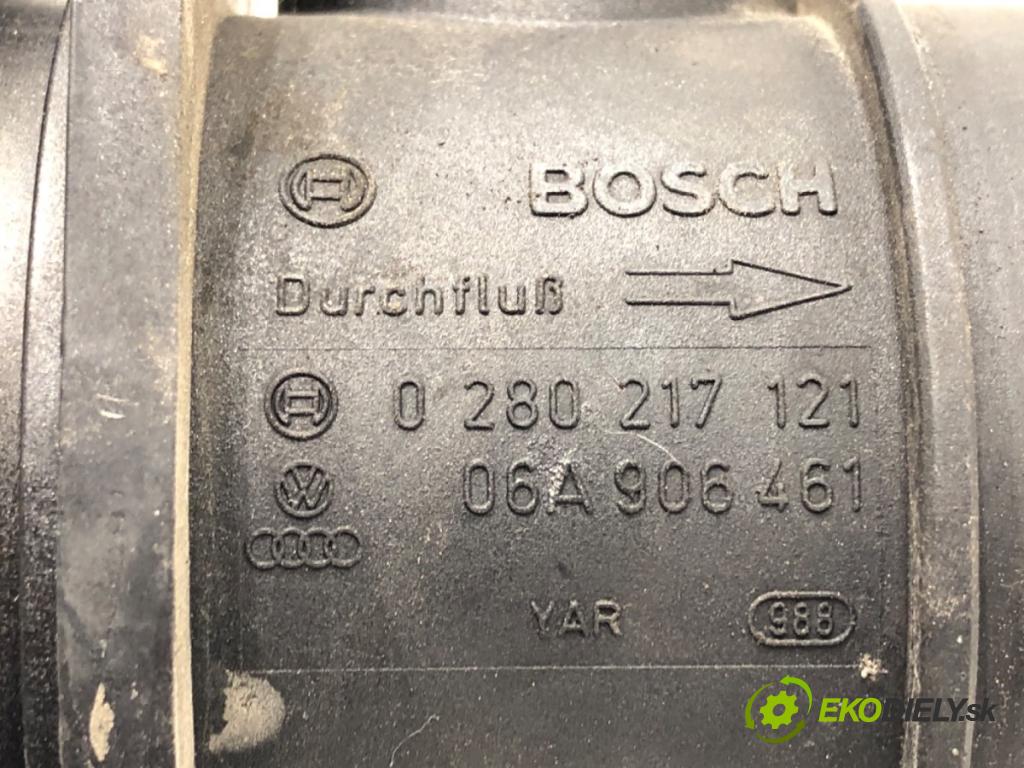 BOSCH
Durchfluß
0 280 217 121
06A 906 461
YAR 988
EKODIELY.sk